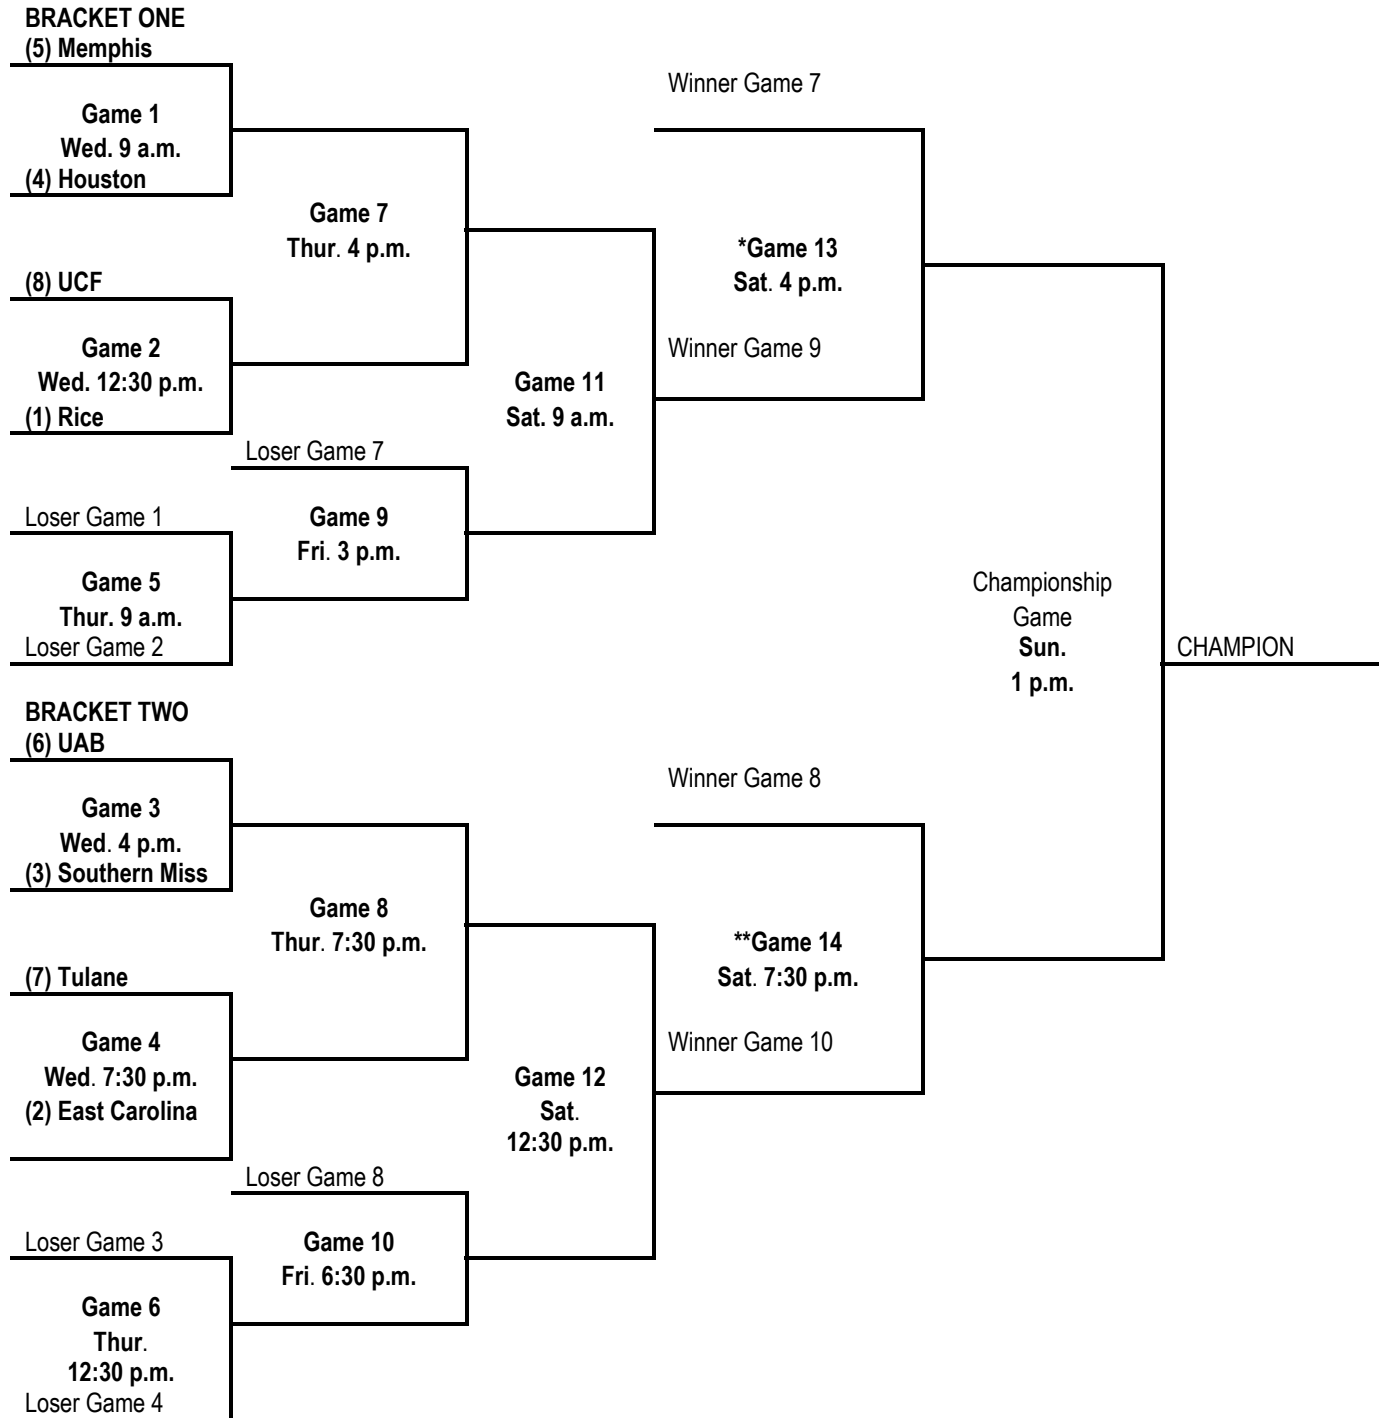 BRACKET ONE
(5) Memphis
Winner Game 7
Game 1
Wed. 9 a.m.
(4) Houston
Game 7
Thur. 4 p.m.
*Game 13
Sat. 4 p.m.
(8) UCF
Game 2
Wed. 12:30 p.m.
(1) Rice
Winner Game 9
Game 11
Sat. 9 a.m.
Loser Game 7
Loser Game 1
Game 9
Fri. 3 p.m.
Game 5
Thur. 9 a.m.
Loser Game 2
Championship
Game
Sun.
1 p.m.
CHAMPION
BRACKET TWO
(6) UAB
Winner Game 8
Game 3
Wed. 4 p.m.
(3) Southern Miss
Game 8
Thur. 7:30 p.m.
**Game 14
Sat. 7:30 p.m.
(7) Tulane
Game 4
Wed. 7:30 p.m.
(2) East Carolina
Winner Game 10
Game 12
Sat.
12:30 p.m.
Loser Game 8
Loser Game 3
Game 10
Fri. 6:30 p.m.
Game 6
Thur.
12:30 p.m.
Loser Game 4